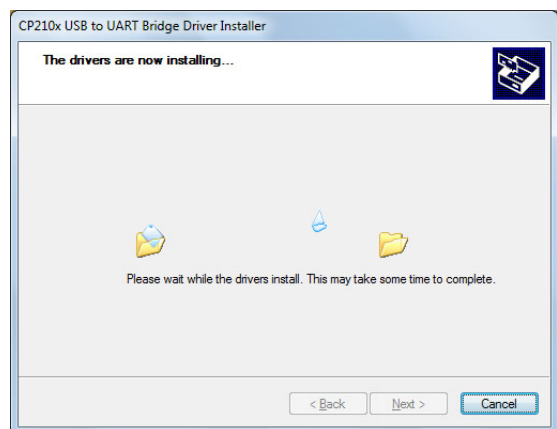 CP210x USB to UART Bridge Driver Installer
The drivers are now installing...
Please wait while the drivers install. This may take some time to complete.
< Back Next > Cancel